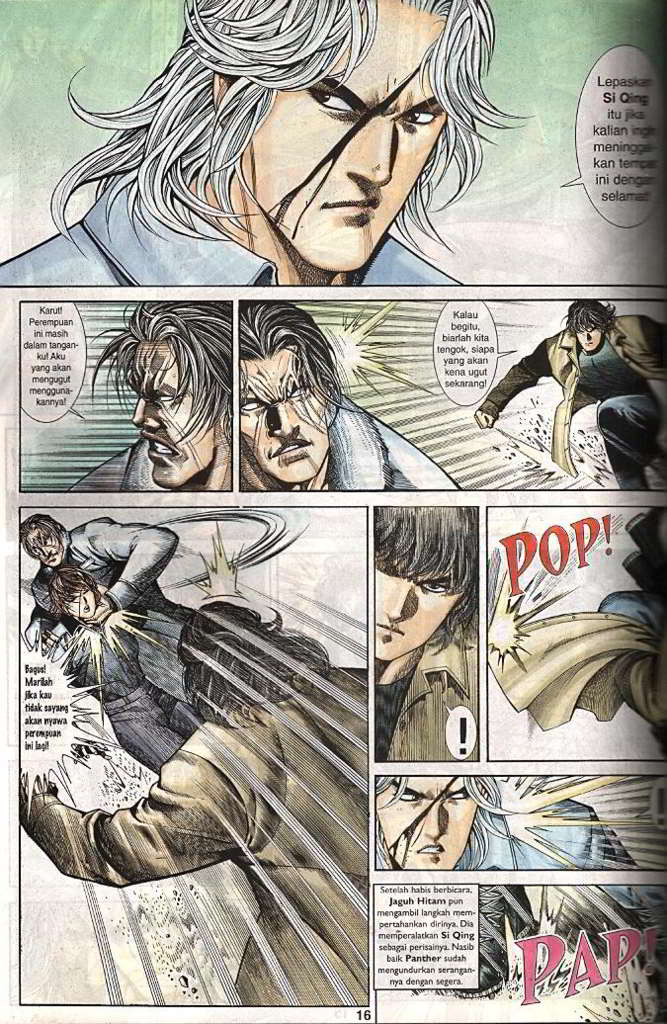 Lepaskan
Si Qing
itu jika
kalian ingin
meningga-
kan tempat
ini dengan
selamat!
Karut!
Perempuan
ini masih
dalam tangan-
ku! Aku
yang akan
mengugut
mengguna-
kannya!
Kalau
begitu,
biarlah kita
tengok, siapa
yang akan
kena ugut
sekarang!
Bagus!
Marilah
jika kau
tidak sayang
akan nyawa
perempuan
ini lagi!
!
POP!
Setelah habis berbicara,
Jaguh Hitam pun
mengambil langkah mem-
pertahankan dirinya. Dia
memperalatkan Si Qing
sebagai perisainya. Nasib
baik Panther sudah
mengundurkan serangan-
nya dengan segera.
PAP!
16